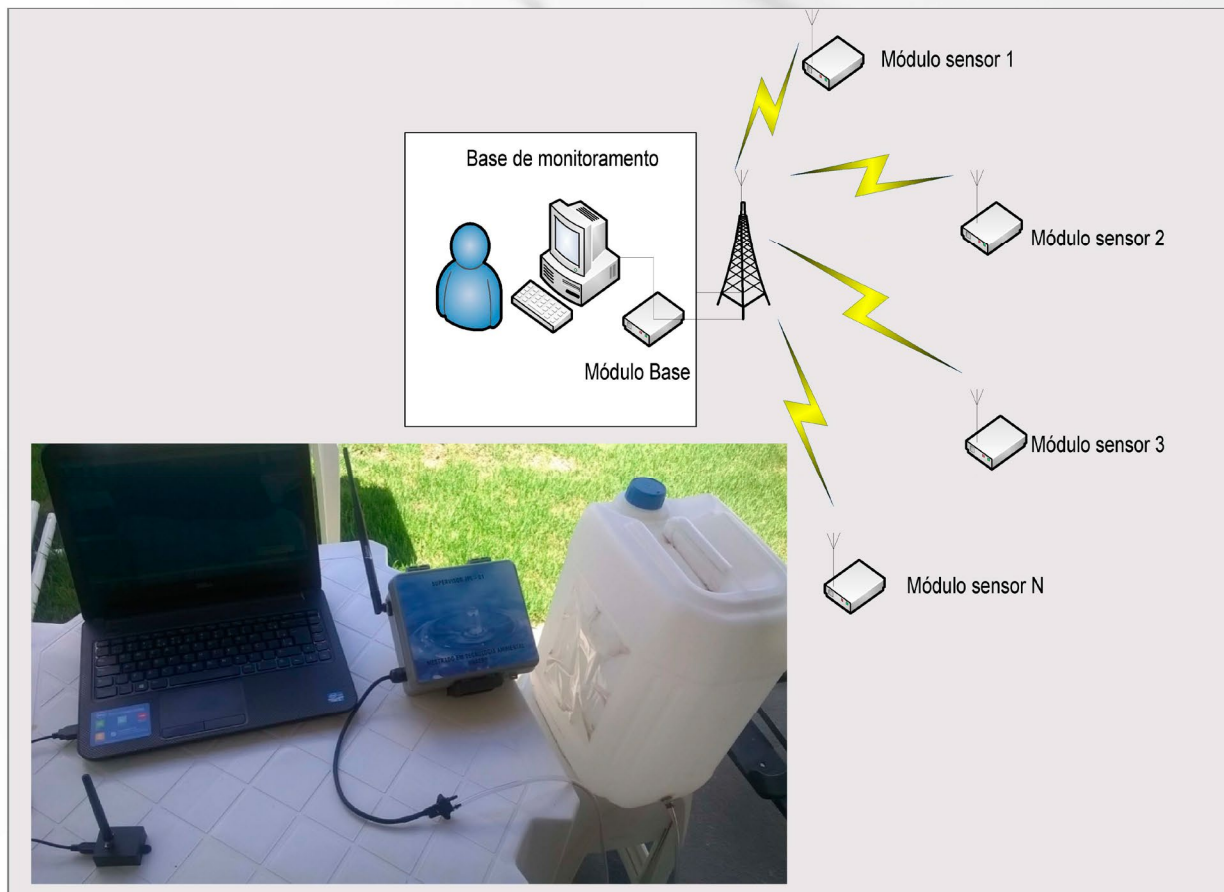 Módulo sensor 1
Base de monitoramento
Módulo sensor 2
Módulo Base
Módulo sensor 3
Módulo sensor N